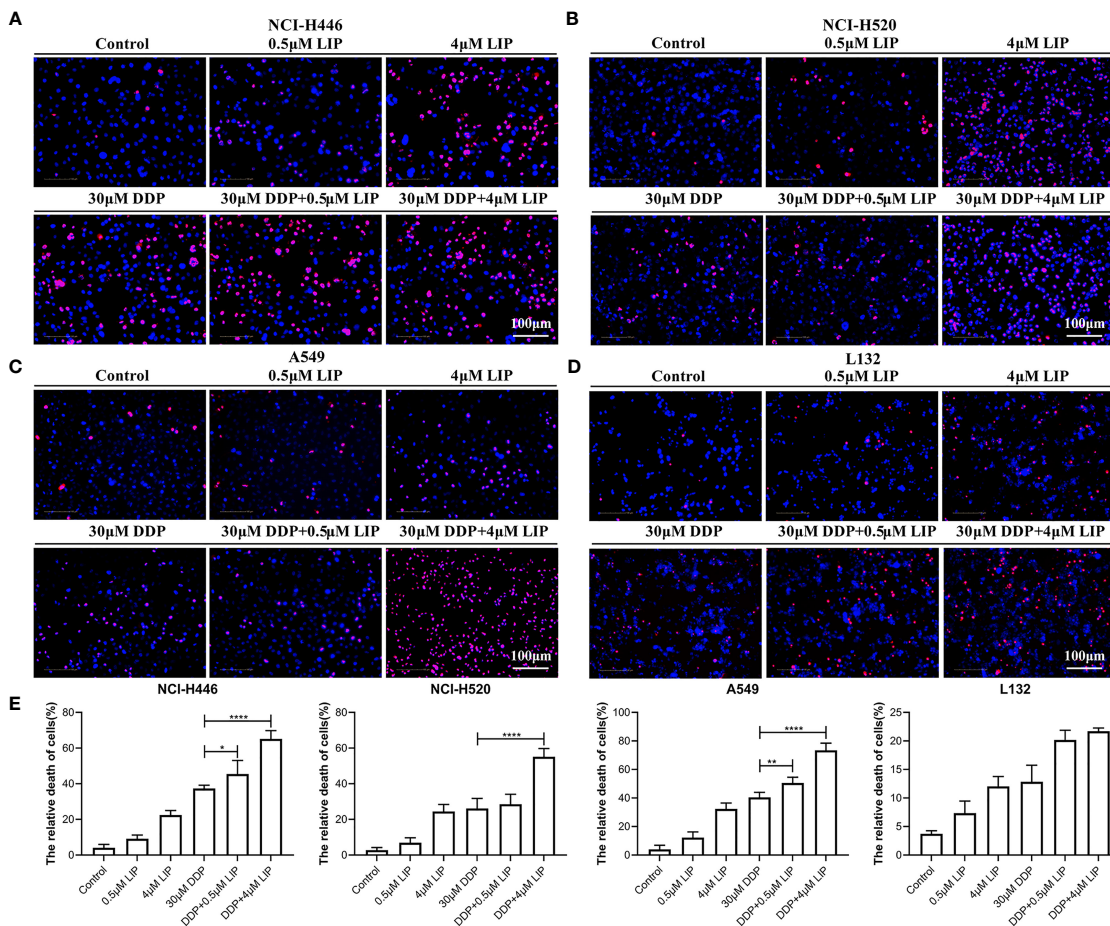 A
NCI-H446
Control
0.5μM LIP
4μM LIP
30μM DDP
30μM DDP+0.5μM LIP
30μM DDP+4μM LIP
100μm
B
NCI-H520
Control
0.5μM LIP
4μM LIP
30μM DDP
30μM DDP+0.5μM LIP
30μM DDP+4μM LIP
100μm
C
A549
Control
0.5μM LIP
4μM LIP
30μM DDP
30μM DDP+0.5μM LIP
30μM DDP+4μM LIP
100μm
D
L132
Control
0.5μM LIP
4μM LIP
30μM DDP
30μM DDP+0.5μM LIP
30μM DDP+4μM LIP
100μm
E
NCI-H446
The relative death of cells(%)
80
60
40
20
0
****
*
Control
0.5μM LIP
4μM LIP
30μM DDP
DDP+0.5μM LIP
DDP+4μM LIP
NCI-H520
The relative death of cells(%)
80
60
40
20
0
****
Control
0.5μM LIP
4μM LIP
30μM DDP
DDP+0.5μM LIP
DDP+4μM LIP
A549
The relative death of cells(%)
100
80
60
40
20
0
****
**
Control
0.5μM LIP
4μM LIP
30μM DDP
DDP+0.5μM LIP
DDP+4μM LIP
L132
The relative death of cells(%)
25
20
15
10
5
0
Control
0.5μM LIP
4μM LIP
30μM DDP
DDP+0.5μM LIP
DDP+4μM LIP